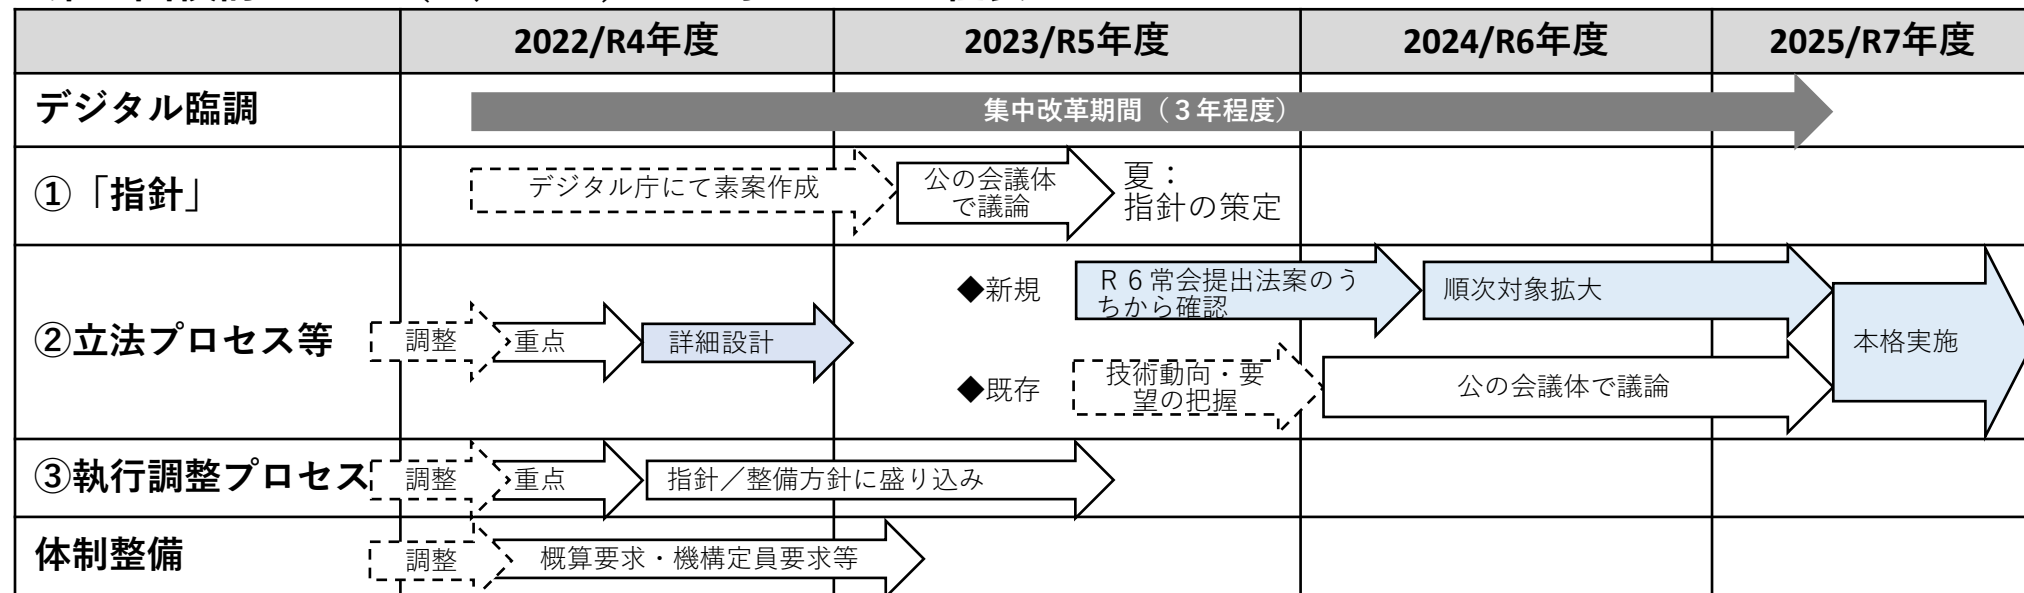 2022/R4年度
2023/R5年度
2024/R6年度
2025/R7年度
デジタル臨調
集中改革期間（３年程度）
①「指針」
デジタル庁にて素案作成
公の会議体
で議論
夏：
指針の策定
②立法プロセス等
調整
重点
詳細設計
◆新規
Ｒ６常会提出法案のう
ちから確認
順次対象拡大
◆既存
技術動向・要
望の把握
公の会議体で議論
本格実施
③執行調整プロセス
調整
重点
指針／整備方針に盛り込み
体制整備
調整
概算要求・機構定員要求等